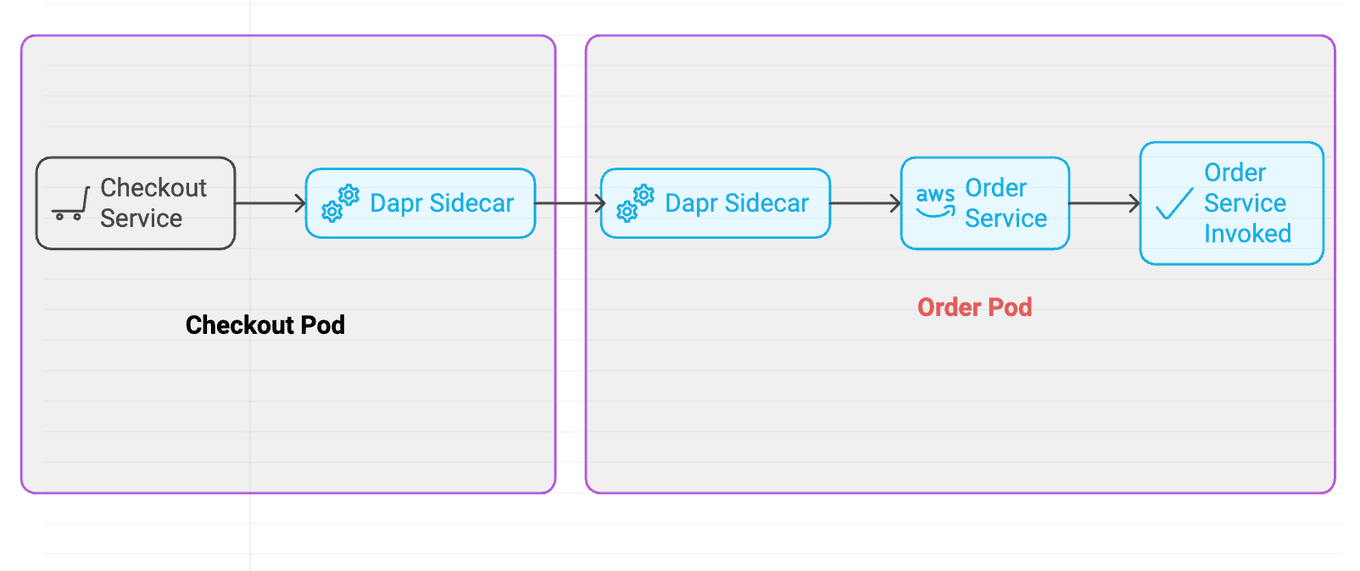 Checkout
Service
Dapr Sidecar
Checkout Pod
Dapr Sidecar
aws
Order
Service
Order
Service
Invoked
Order Pod